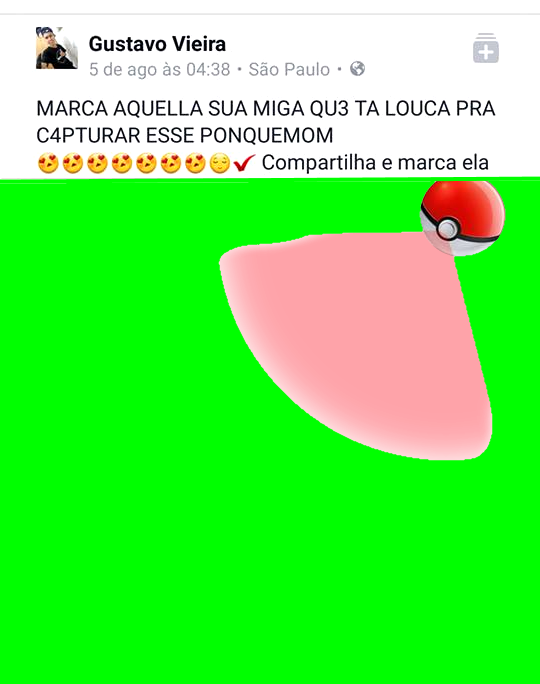 Gustavo Vieira
5 de ago às 04:38 • São Paulo •
MARCA AQUELLA SUA MIGA QU3 TA LOUCA PRA
C4PTURAR ESSE PONQUEMOM
😍😍😍😍😍😍😍😌✔ Compartilha e marca ela